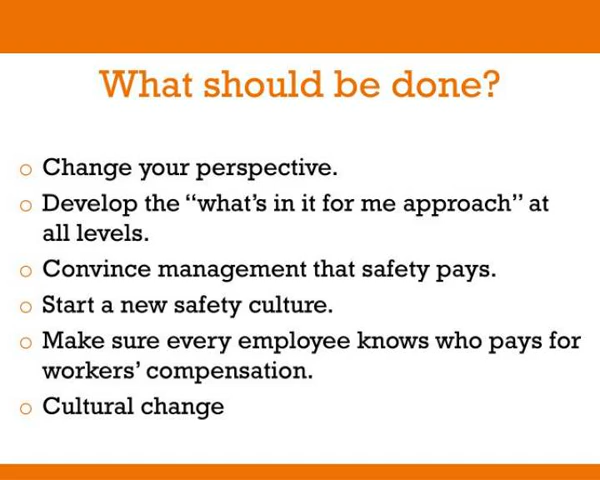 What should be done?
Change your perspective.
Develop the “what’s in it for me approach” at
all levels.
Convince management that safety pays.
Start a new safety culture.
Make sure every employee knows who pays for
workers’ compensation.
Cultural change